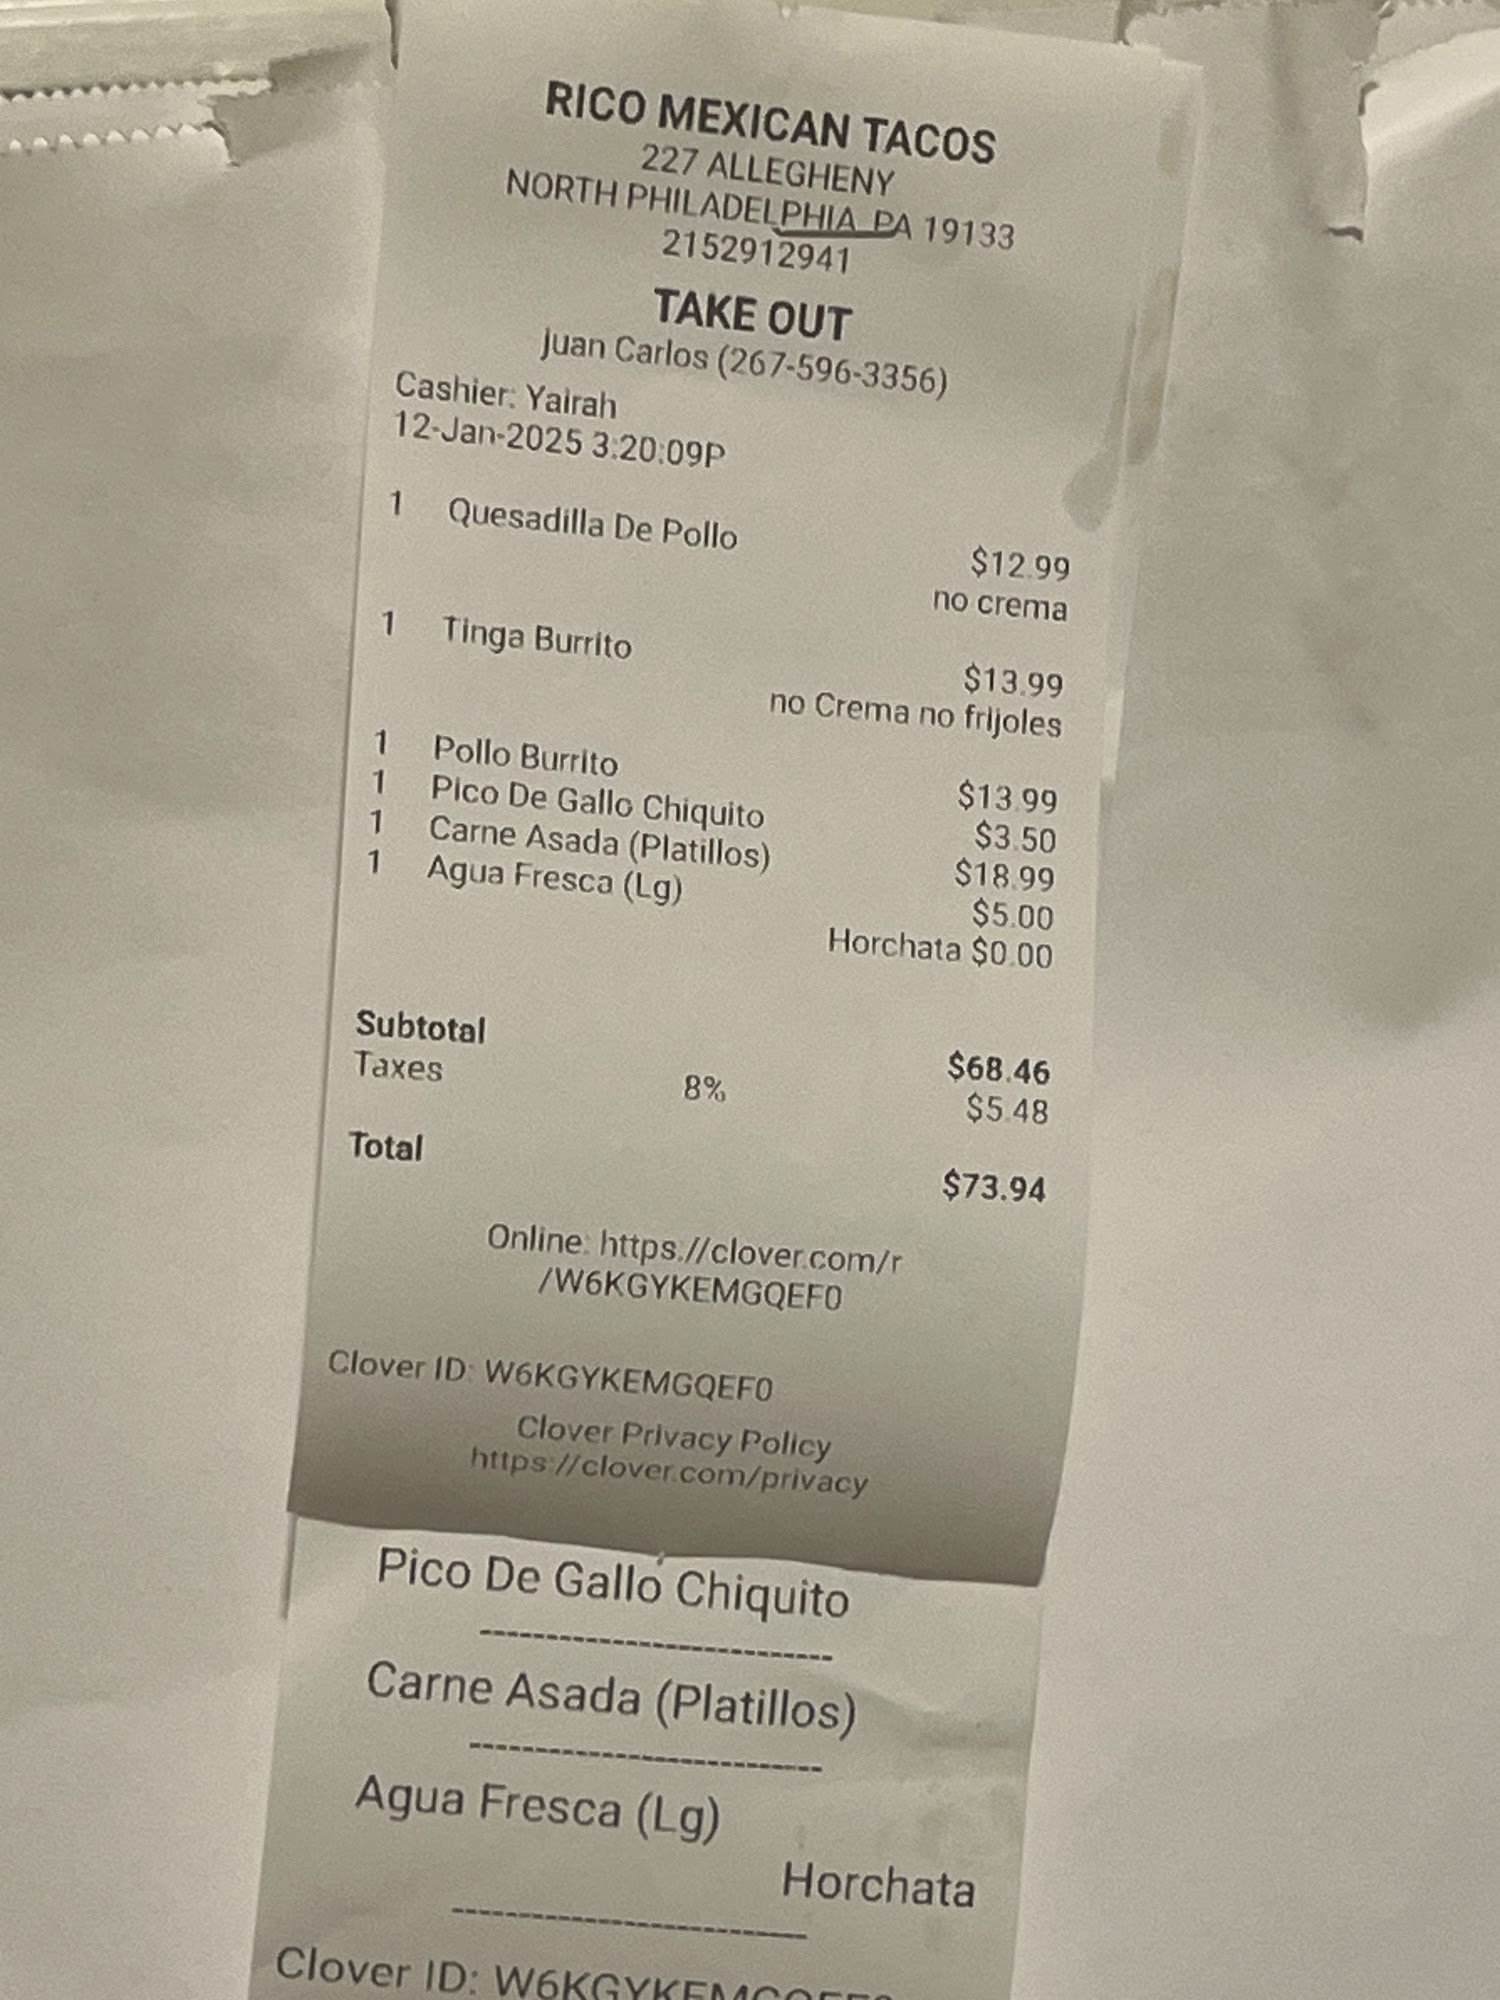 RICO MEXICAN TACOS
227 ALLEGHENY
NORTH PHILADELPHIA PA 19133
2152912941
TAKE OUT
Juan Carlos (267-596-3356)
Cashier: Yairah
12-Jan-2025 3:20:09P
1 Quesadilla De Pollo
$12.99
no crema
1 Tinga Burrito
$13.99
no Crema no frijoles
1 Pollo Burrito $13.99
1 Pico De Gallo Chiquito $3.50
1 Carne Asada (Platillos) $18.99
1 Agua Fresca (Lg) $5.00
Horchata $0.00
Subtotal $68.46
Taxes 8% $5.48
Total $73.94
Online: https://clover.com/r
/W6KGYKEMGQEF0
Clover ID: W6KGYKEMGQEF0
Clover Privacy Policy
https://clover.com/privacy
Pico De Gallo Chiquito
---------------------------
Carne Asada (Platillos)
---------------------------
Agua Fresca (Lg)
Horchata
---------------------------
Clover ID: